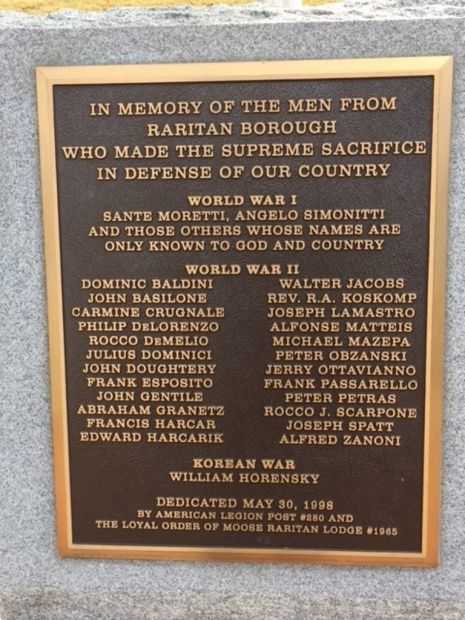 IN MEMORY OF THE MEN FROM
RARITAN BOROUGH
WHO MADE THE SUPREME SACRIFICE
IN DEFENSE OF OUR COUNTRY
WORLD WAR I
SANTE MORETTI, ANGELO SIMONITTI
AND THOSE OTHERS WHOSE NAMES ARE
ONLY KNOWN TO GOD AND COUNTRY
WORLD WAR II
DOMINIC BALDINI
JOHN BASILONE
CARMINE CRUGNALE
PHILIP DeLORENZO
ROCCO DeMELIO
JULIUS DOMINICI
JOHN DOUGHTERY
FRANK ESPOSITO
JOHN GENTILE
ABRAHAM GRANETZ
FRANCIS HARCAR
EDWARD HARCARIK
WALTER JACOBS
REV. R.A. KOSKOMP
JOSEPH LAMASTRO
ALFONSE MATTEIS
MICHAEL MAZEPA
PETER OBZANSKI
JERRY OTTAVIANNO
FRANK PASSARELLO
PETER PETRAS
ROCCO J. SCARPONE
JOSEPH SPATT
ALFRED ZANONI
KOREAN WAR
WILLIAM HORENSKY
DEDICATED MAY 30, 1998
BY AMERICAN LEGION POST #280 AND
THE LOYAL ORDER OF MOOSE RARITAN LODGE #1965